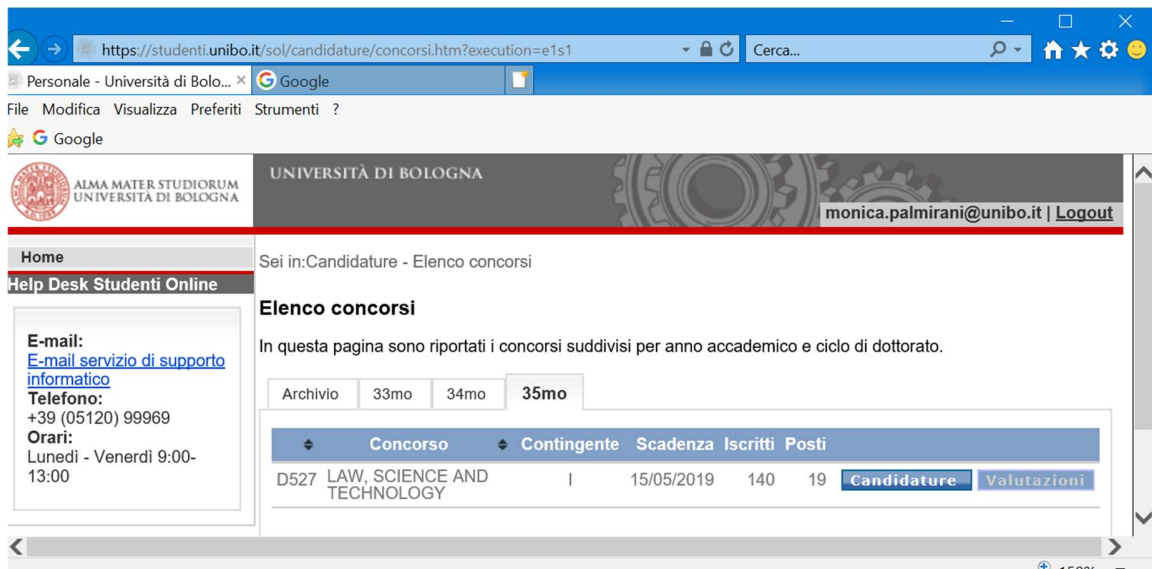 https://studenti.unibo.it/sol/candidature/concorsi.htm?execution=e1s1
Cerca...
Personale - Università di Bolo...
Google
File Modifica Visualizza Preferiti Strumenti ?
Google
ALMA MATER STUDIORUM
UNIVERSITÀ DI BOLOGNA
UNIVERSITÀ DI BOLOGNA
monica.palmirani@unibo.it | Logout
Home
Help Desk Studenti Online
E-mail:
E-mail servizio di supporto
informatico
Telefono:
+39 (05120) 99969
Orari:
Lunedì - Venerdì 9:00-
13:00
Sei in:Candidature - Elenco concorsi
Elenco concorsi
In questa pagina sono riportati i concorsi suddivisi per anno accademico e ciclo di dottorato.
Archivio 33mo 34mo 35mo
Concorso Contingente Scadenza Iscritti Posti
D527 LAW, SCIENCE AND TECHNOLOGY I 15/05/2019 140 19 Candidature Valutazioni